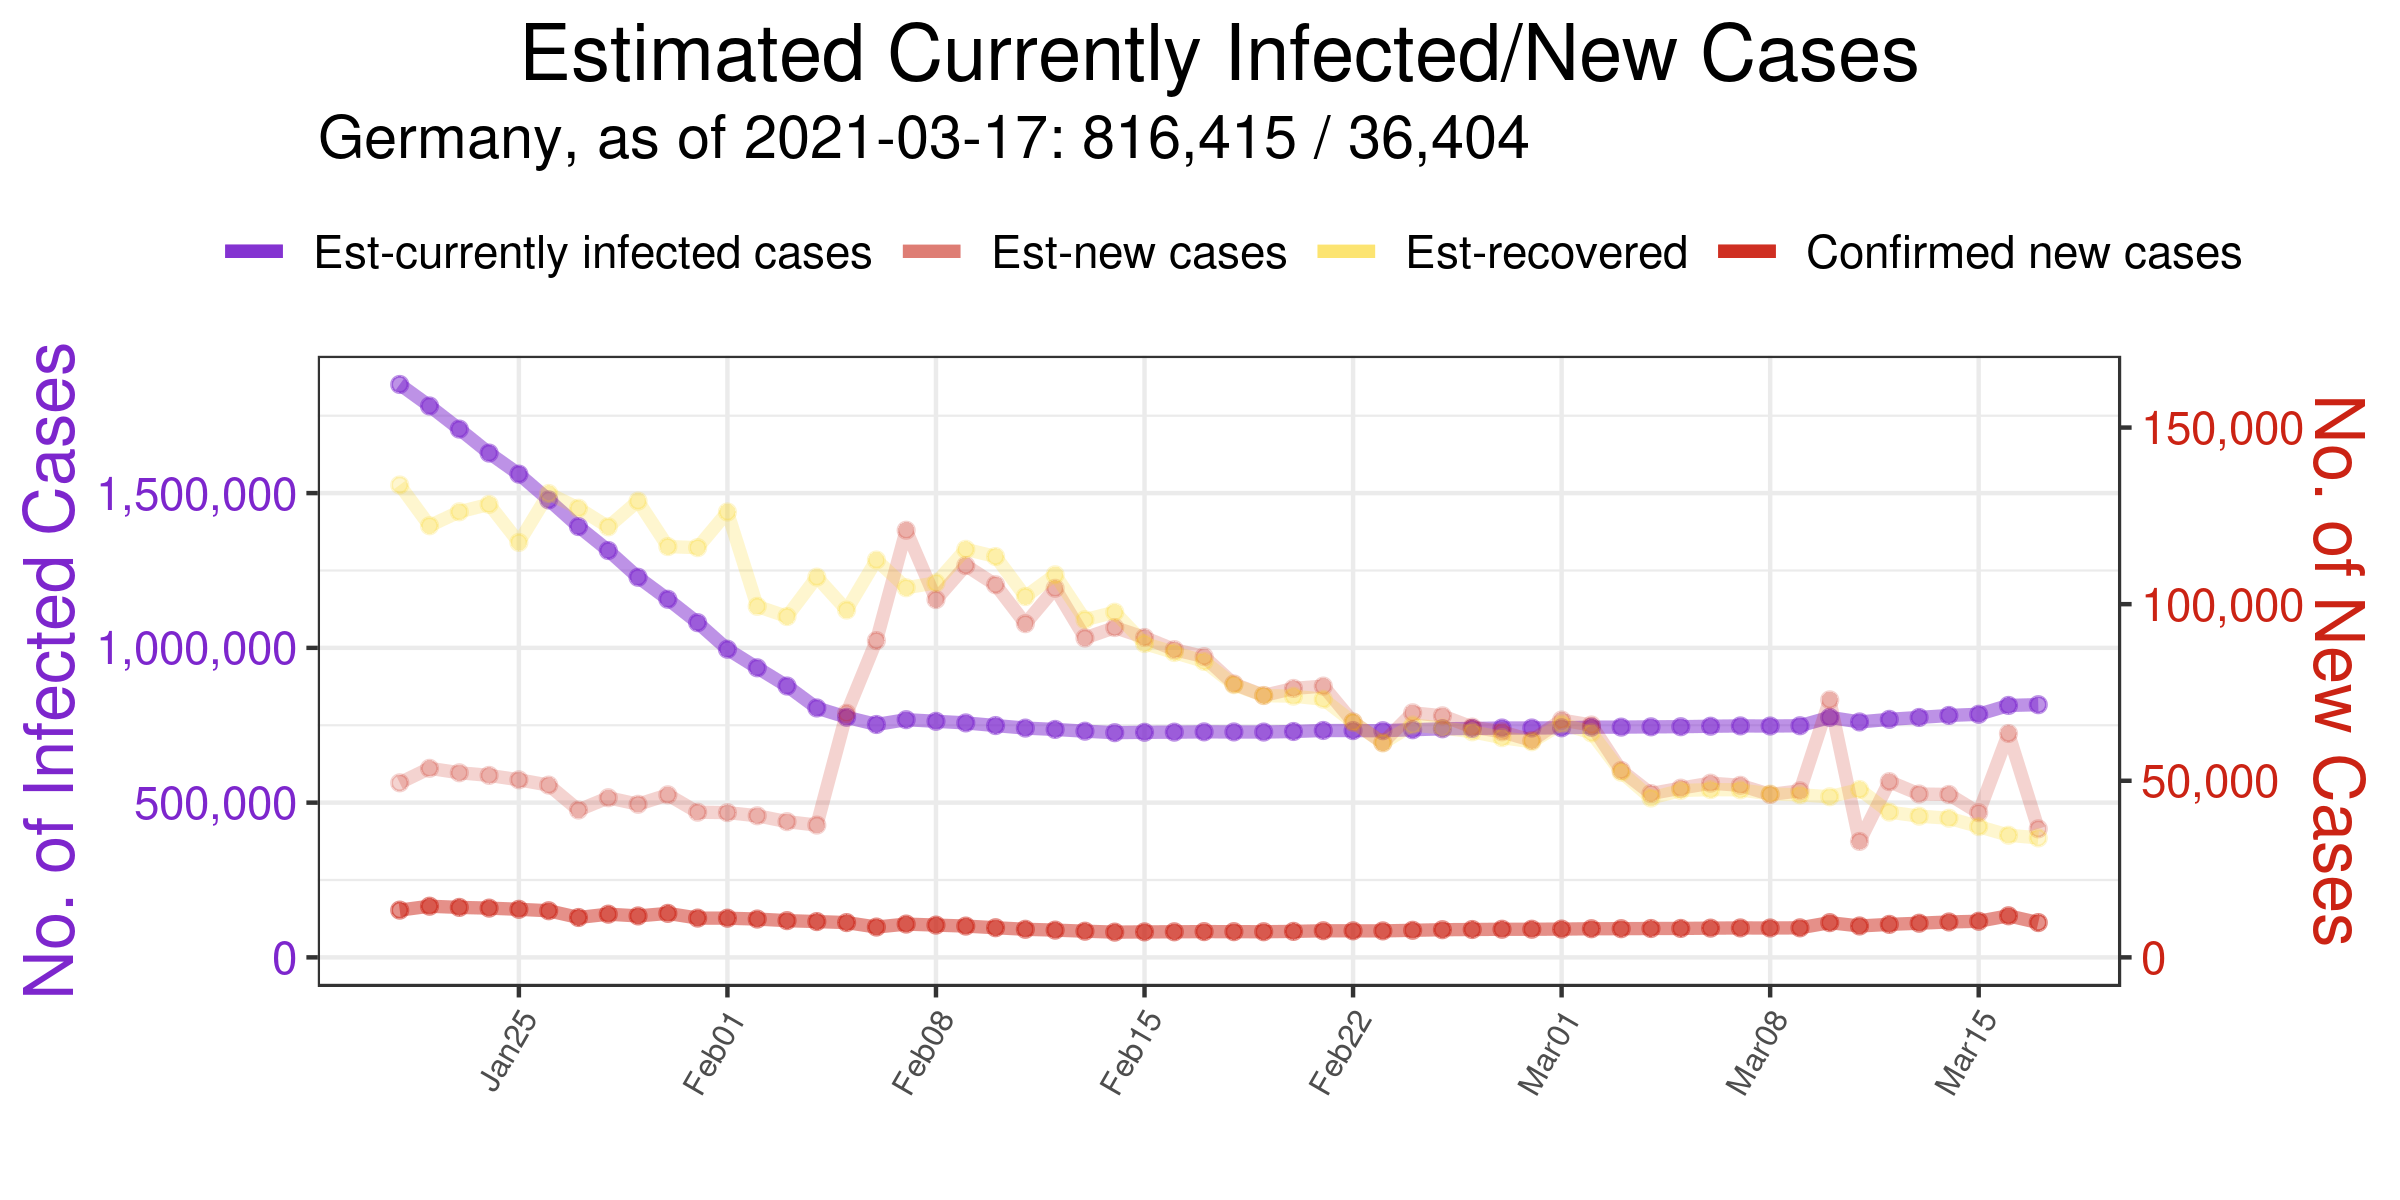 Estimated Currently Infected/New Cases
Germany, as of 2021-03-17: 816,415 / 36,404
Est-currently infected cases Est-new cases Est-recovered Confirmed new cases
No. of Infected Cases
1,500,000
1,000,000
500,000
0
150,000
100,000
50,000
0
No. of New Cases
Jan25 Feb01 Feb08 Feb15 Feb22 Mar01 Mar08 Mar15